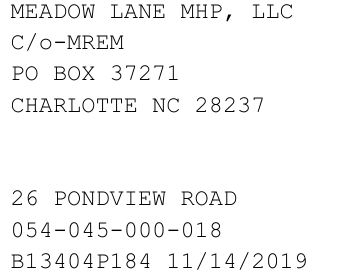 MEADOW LANE MHP, LLC
C/o-MREM
PO BOX 37271
CHARLOTTE NC 28237
26 PONDVIEW ROAD
054-045-000-018
B13404P184 11/14/2019